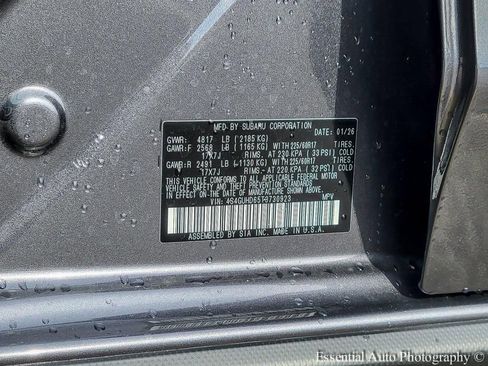 MFD BY SUBARU CORPORATION DATE: 01/26
GVWR: 4817 LB (2185 KG)
GAWR:F 2568 LB (1165 KG)WITH 225/60R17
17X7J RIMS,-AT 230 KPA ( 33 PSI) COLD
GAWR:R 2491 LB (1130 KG)WITH 225/60R17
17X7J RIMS,-AT 220 KPA ( 32 PSI) COLD
THIS VEHICLE CONFORMS TO ALL APPLICABLE FEDERAL MOTOR
VEHICLE SAFETY, BUMPER, AND THEFT PREVENTION STANDARDS
IN EFFECT ON THE DATE OF MANUFACTURE SHOWN ABOVE.
VIN: MPV
ASSEMBLED BY SIA INC. IN U.S.A.
Essential Auto Photography ©